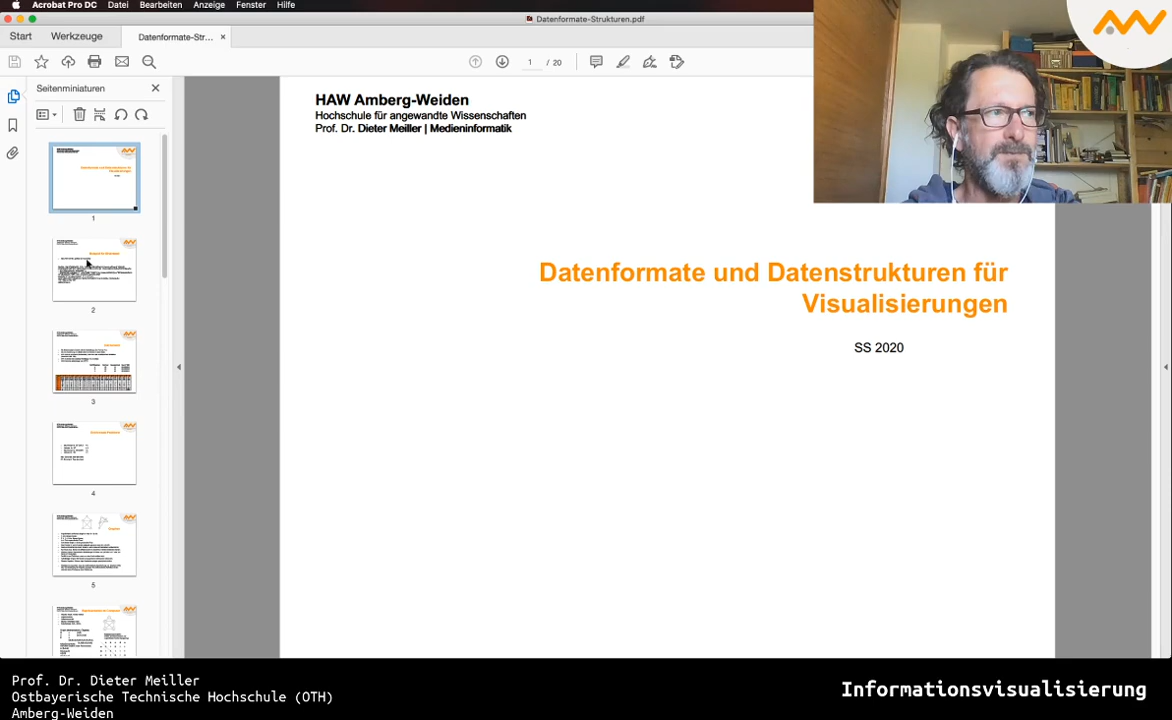 Acrobat Pro DC Datei Bearbeiten Anzeige Fenster Hilfe
Datenformate-Strukturen.pdf
Start Werkzeuge Datenformate-Str... ×
1 / 20
Seitenminiaturen
HAW Amberg-Weiden
Hochschule für angewandte Wissenschaften
Prof. Dr. Dieter Meiller | Medieninformatik
Datenformate und Datenstrukturen für
Visualisierungen
SS 2020
1
2
3
4
5
Prof. Dr. Dieter Meiller
Ostbayerische Technische Hochschule (OTH)
Amberg-Weiden
Informationsvisualisierung